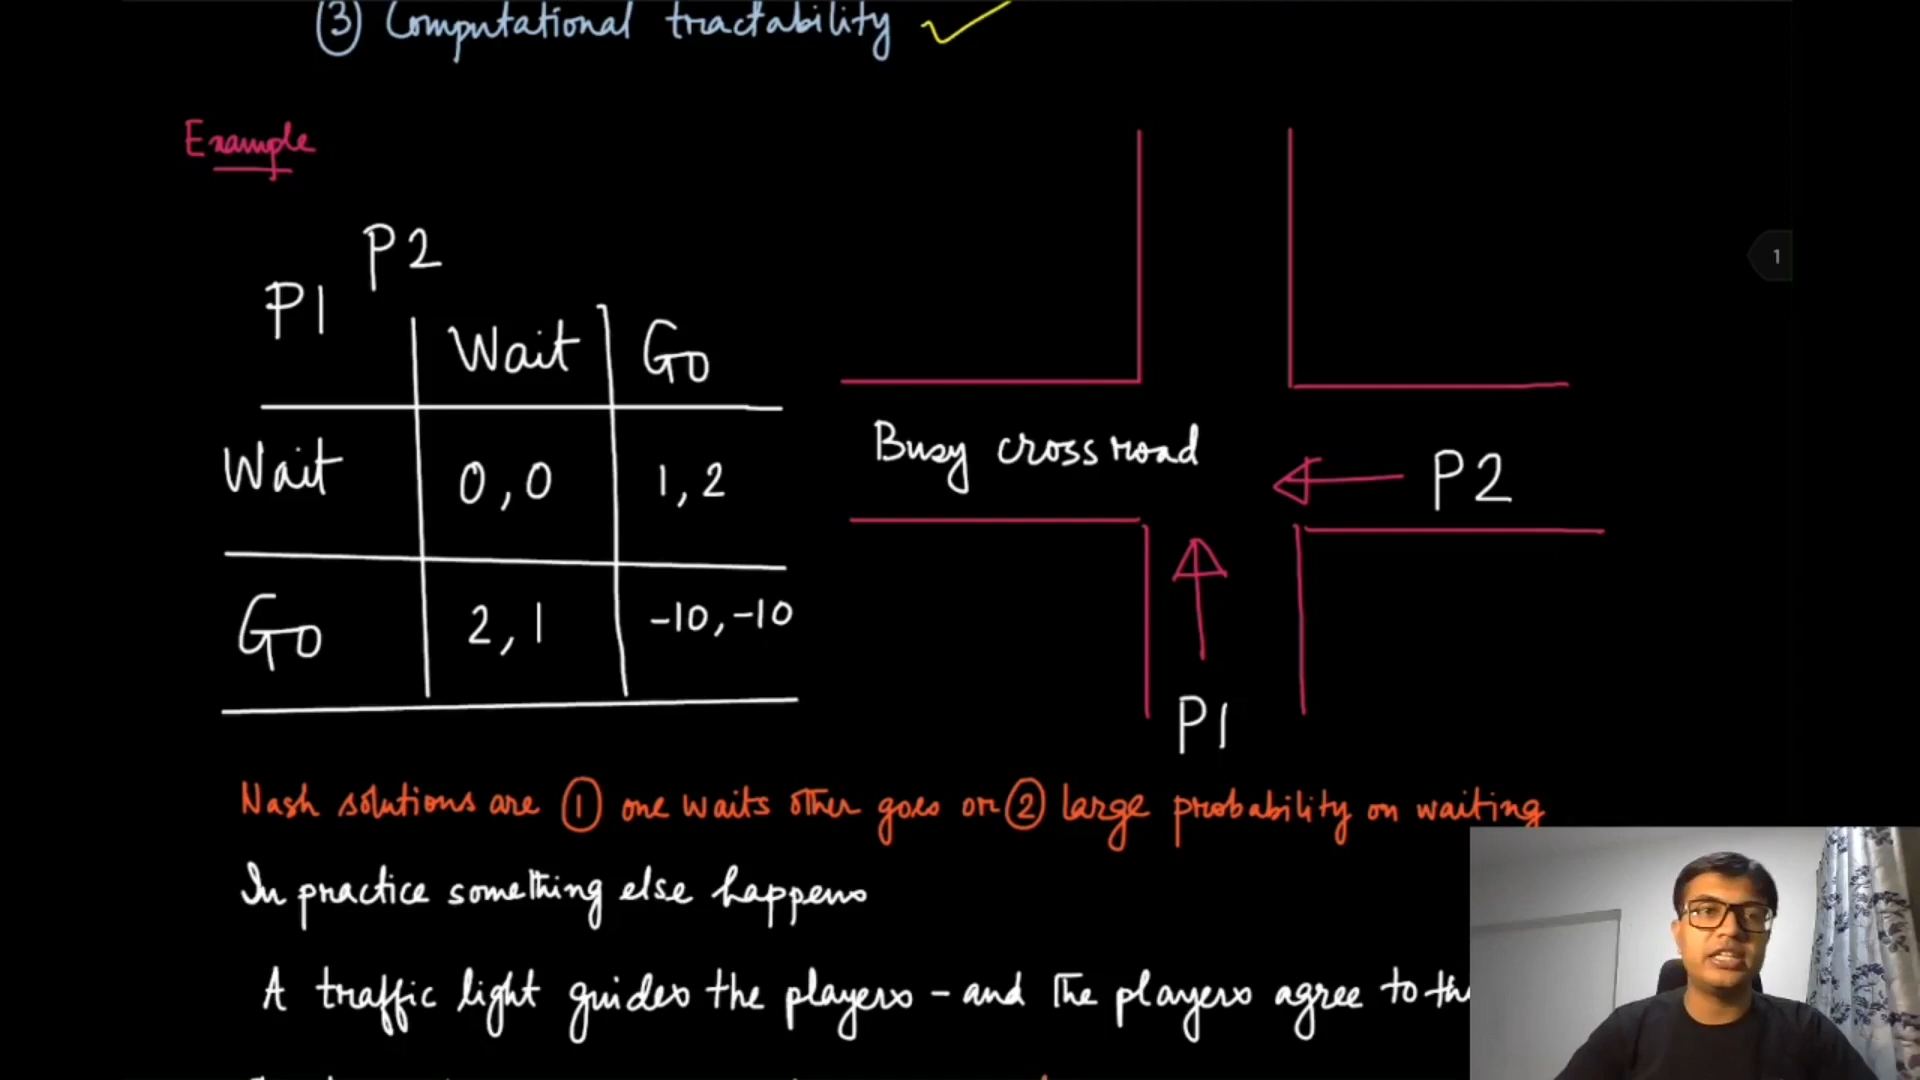 ③ Computational tractability
Example
P2
P1
Wait Go
Wait 0,0 1,2
Go 2,1 -10,-10
Busy cross road
P2
P1
1
Nash solutions are ① one waits other goes or ② large probability on waiting
In practice something else happens
A traffic light guides the players - and the players agree to